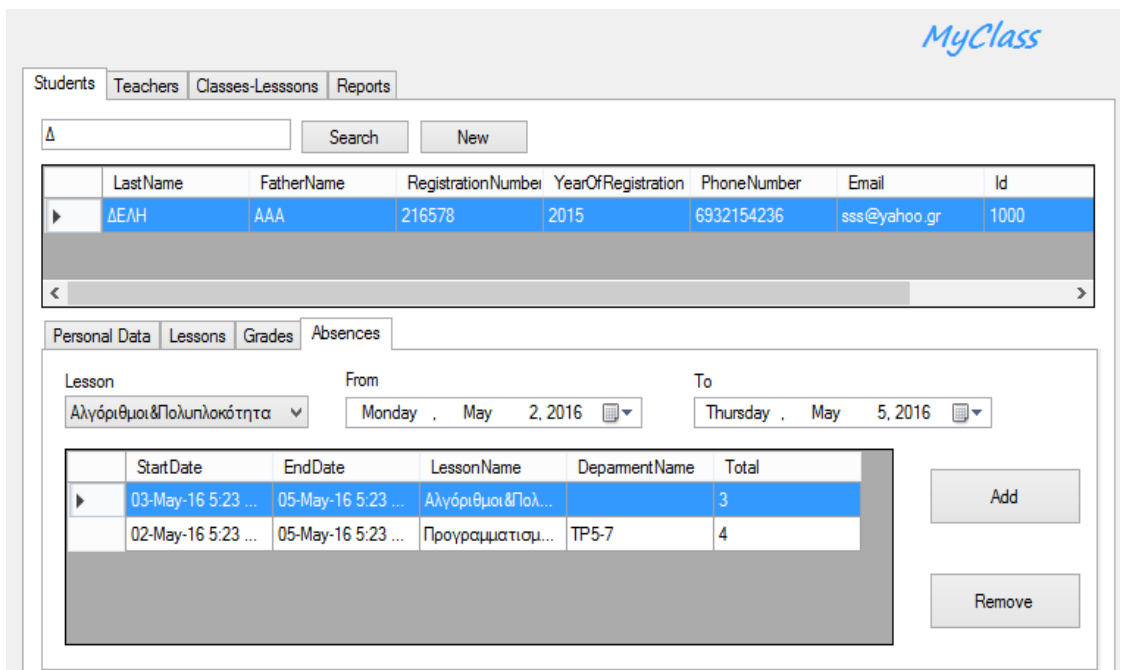 MyClass
Students Teachers Classes-Lesssons Reports
Δ Search New
LastName FatherName RegistrationNumber YearOfRegistration PhoneNumber Email Id
ΔΕΛΗ ΑΑΑ 216578 2015 6932154236 sss@yahoo.gr 1000
Personal Data Lessons Grades Absences
Lesson From To
Αλγόριθμοι&Πολυπλοκότητα Monday , May 2, 2016 Thursday , May 5, 2016
StartDate EndDate LessonName DeparmentName Total
03-May-16 5:23 ... 05-May-16 5:23 ... Αλγόριθμοι&Πολ... 3
02-May-16 5:23 ... 05-May-16 5:23 ... Προγραμματισμ... TP5-7 4
Add
Remove